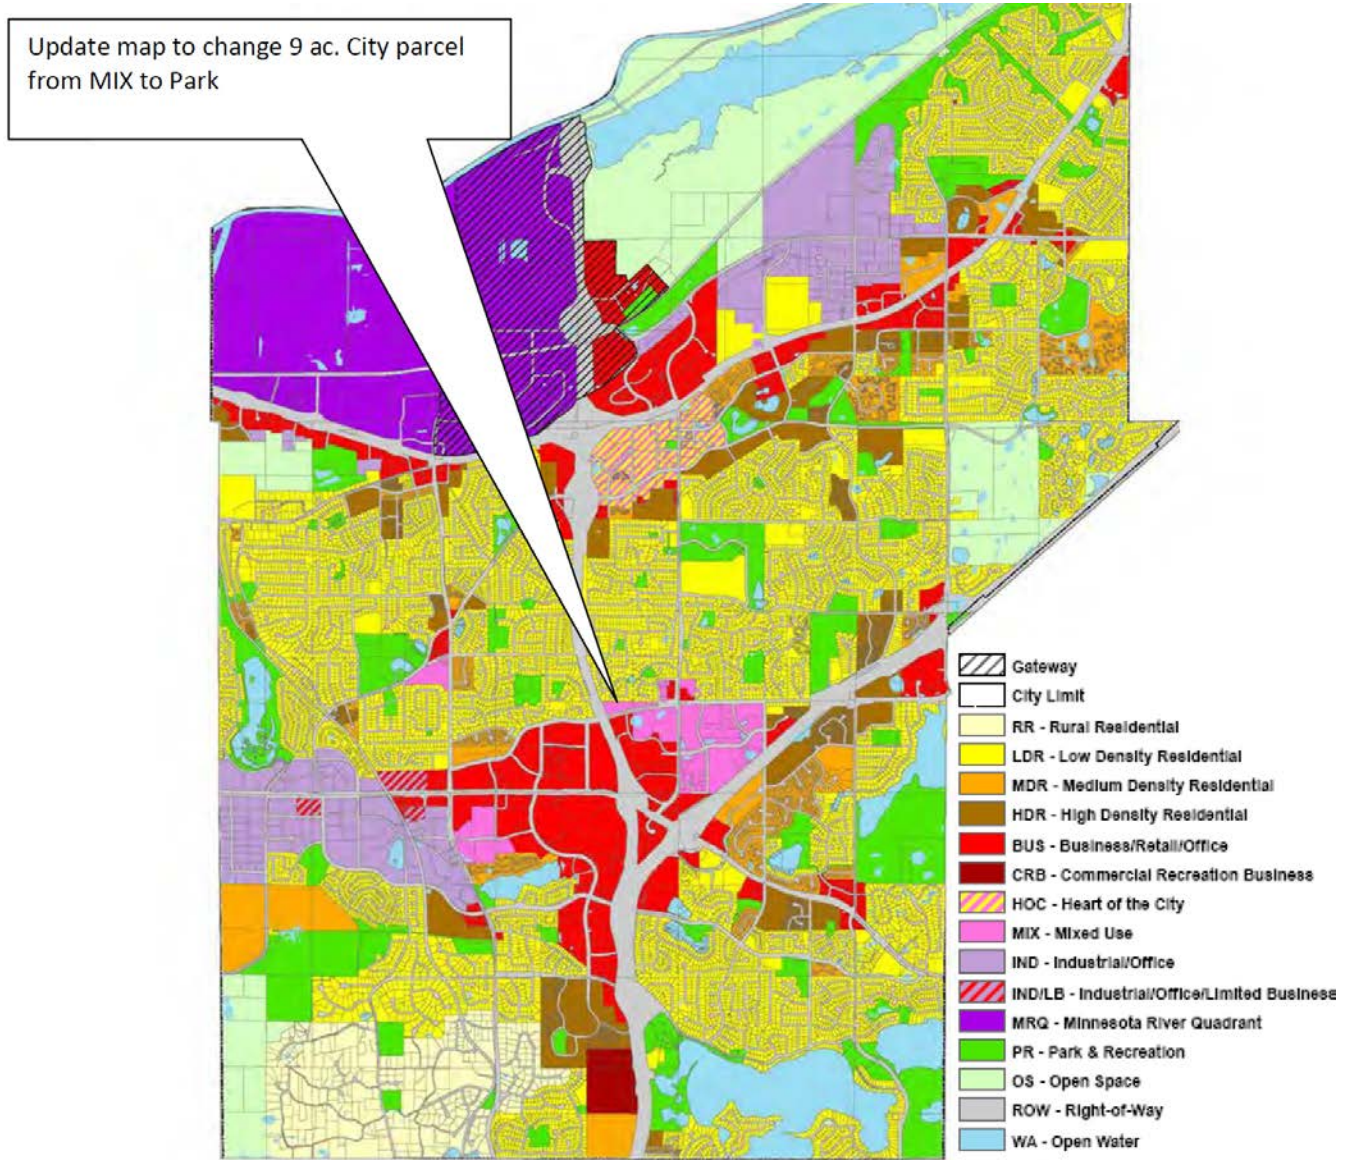 Update map to change 9 ac. City parcel
from MIX to Park
Gateway
City Limit
RR - Rural Residential
LDR - Low Density Residential
MDR - Medium Density Residential
HDR - High Density Residential
BUS - Business/Retail/Office
CRB - Commercial Recreation Business
HOC - Heart of the City
MIX - Mixed Use
IND - Industrial/Office
IND/LB - Industrial/Office/Limited Business
MRQ - Minnesota River Quadrant
PR - Park & Recreation
OS - Open Space
ROW - Right-of-Way
WA - Open Water